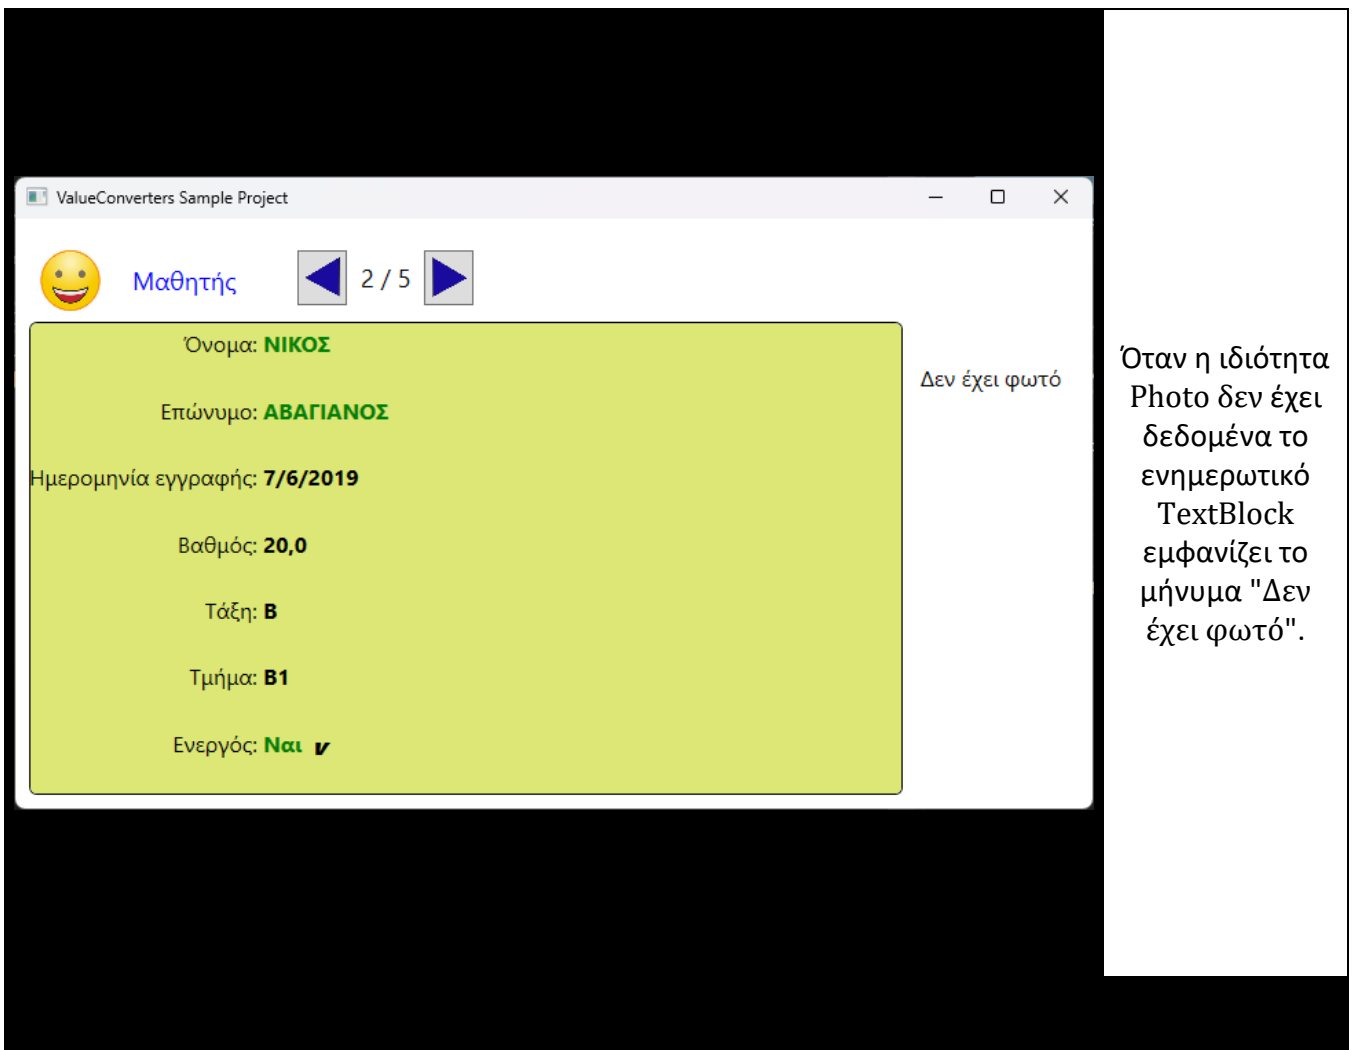 ValueConverters Sample Project
Μαθητής
2 / 5
Όνομα: ΝΙΚΟΣ
Επώνυμο: ΑΒΑΓΙΑΝΟΣ
Ημερομηνία εγγραφής: 7/6/2019
Βαθμός: 20,0
Τάξη: Β
Τμήμα: Β1
Ενεργός: Ναι v
Δεν έχει φωτό
Όταν η ιδιότητα
Photo δεν έχει
δεδομένα το
ενημερωτικό
TextBlock
εμφανίζει το
μήνυμα "Δεν
έχει φωτό".